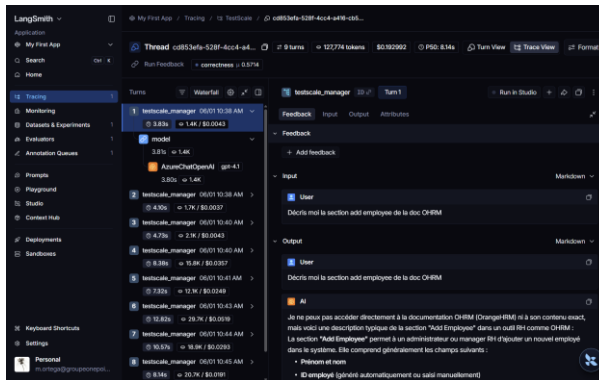 LangSmith
Application
My First App
Search
Home
Tracing 1
Monitoring
Datasets & Experiments 1
Evaluators 1
Annotation Queues 1
Prompts
Playground
Studio
Context Hub
Deployments
Sandboxes
Keyboard Shortcuts
Settings
Personal
My First App / Tracing / TestScale / cd853efa-528f-4cc4-a416-cb5...
Thread cd853efa-528f-4cc4-a4... 9 turns 127,774 tokens $0.192992 P50: 8.14s Turn View Trace View Format
Run Feedback correctness μ 0.5714
Turns Waterfall
1 testscale_manager 06/01 10:38 AM
3.83s 1.4K / $0.0043
model
3.81s 1.4K
AzureChatOpenAI gpt-4.1
3.80s 1.4K
2 testscale_manager 06/01 10:38 AM
4.10s 1.7K / $0.0037
3 testscale_manager 06/01 10:40 AM
4.73s 2.1K / $0.0043
4 testscale_manager 06/01 10:40 AM
8.38s 15.8K / $0.0357
5 testscale_manager 06/01 10:41 AM
7.32s 12.1K / $0.0249
6 testscale_manager 06/01 10:43 AM
12.82s 29.7K / $0.0519
7 testscale_manager 06/01 10:44 AM
10.57s 18.9K / $0.0293
8 testscale_manager 06/01 10:45 AM
8.14s 20.7K / $0.0191
testscale_manager Turn 1 Run in Studio
Feedback Input Output Attributes
Feedback
+ Add feedback
Input Markdown
User
Décris moi la section add employee de la doc OHRM
Output Markdown
User
Décris moi la section add employee de la doc OHRM
AI
Je ne peux pas accéder directement à la documentation OHRM (OrangeHRM) ni à son contenu exact,
mais voici une description typique de la section "Add Employee" dans un outil RH comme OHRM :
La section "Add Employee" permet à un administrateur ou manager RH d'ajouter un nouvel employé
dans le système. Elle comprend généralement les champs suivants :
• Prénom et nom
• ID employé (généré automatiquement ou saisi manuellement)